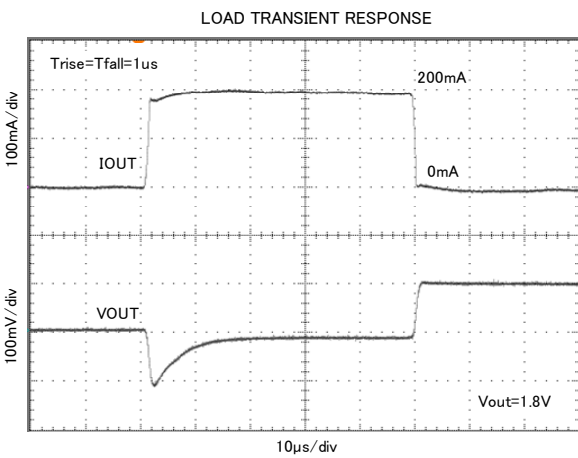 LOAD TRANSIENT RESPONSE
Trise=Tfall=1us
200mA
100mA/div
IOUT
0mA
100mV/div
VOUT
Vout=1.8V
10µs/div